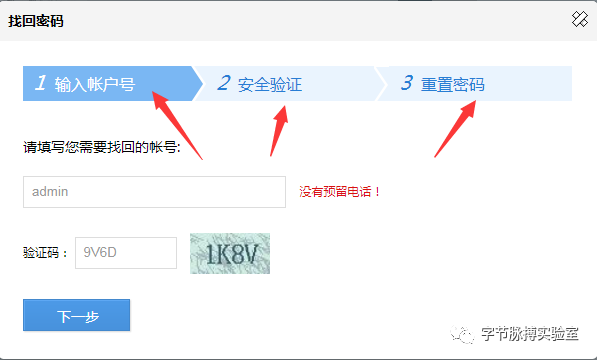 找回密码
1 输入帐户号 2 安全验证 3 重置密码
请填写您需要找回的帐号:
admin 没有预留电话！
验证码： 9V6D 1K8V
下一步
字节脉搏实验室